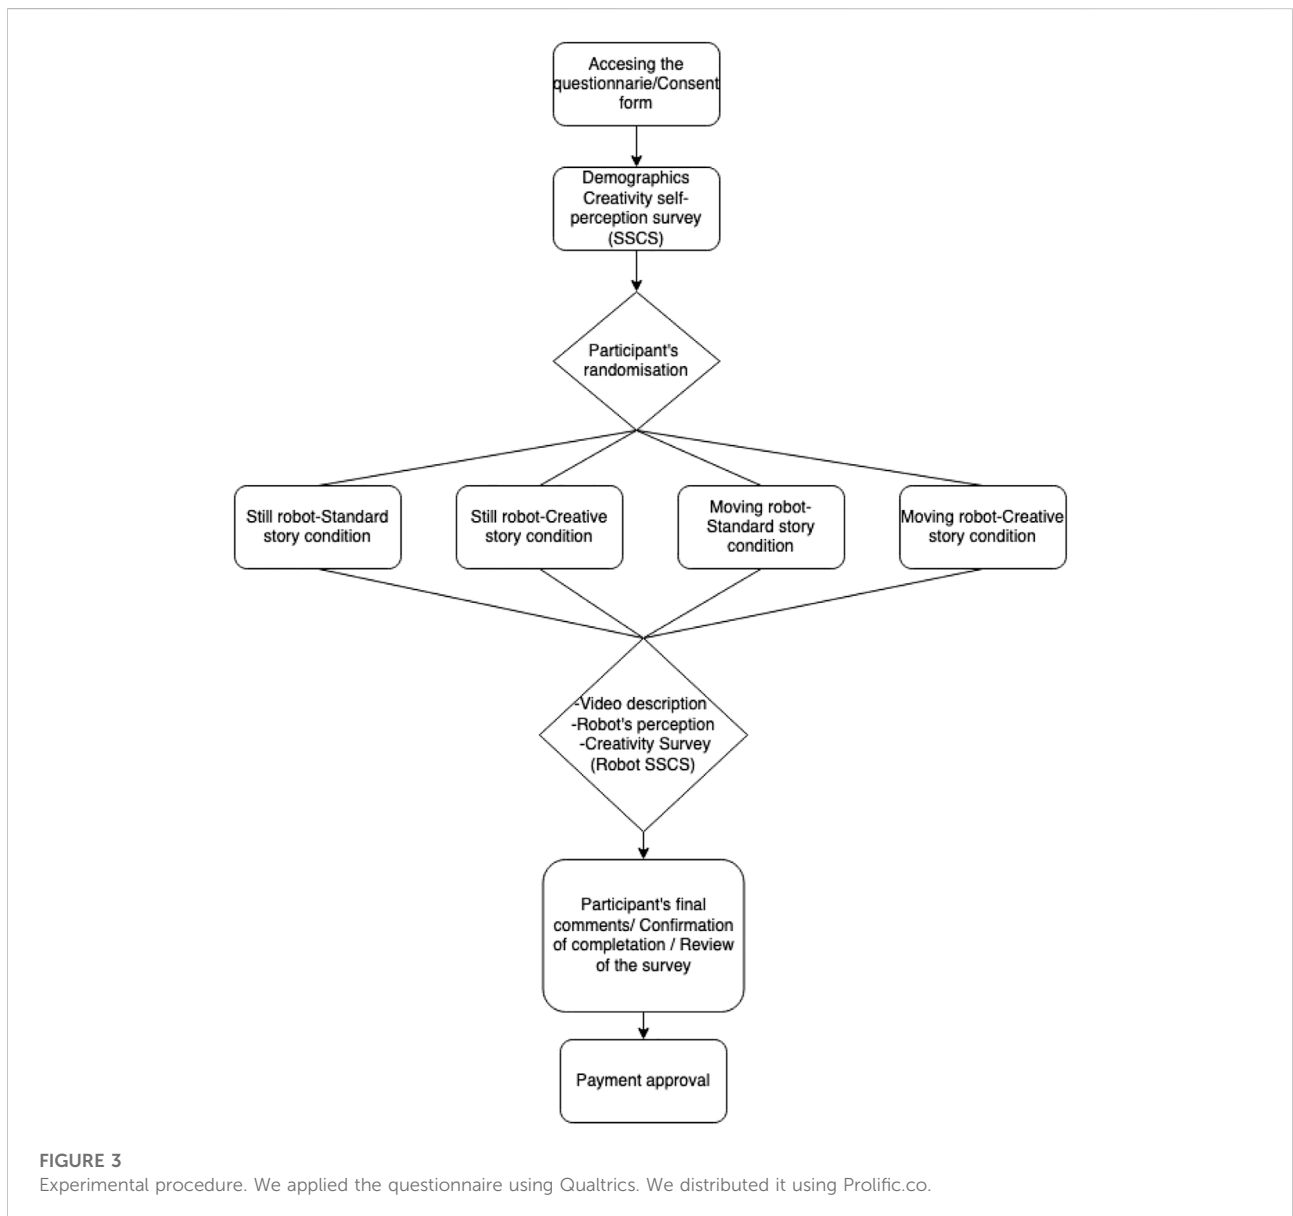 Accesing the
questionnarie/Consent
form
Demographics
Creativity self-
perception survey
(SSCS)
Participant's
randomisation
Still robot-Standard
story condition
Still robot-Creative
story condition
Moving robot-
Standard story
condition
Moving robot-Creative
story condition
-Video description
-Robot's perception
-Creativity Survey
(Robot SSCS)
Participant's final
comments/ Confirmation
of completation / Review
of the survey
Payment approval
FIGURE 3
Experimental procedure. We applied the questionnaire using Qualtrics. We distributed it using Prolific.co.